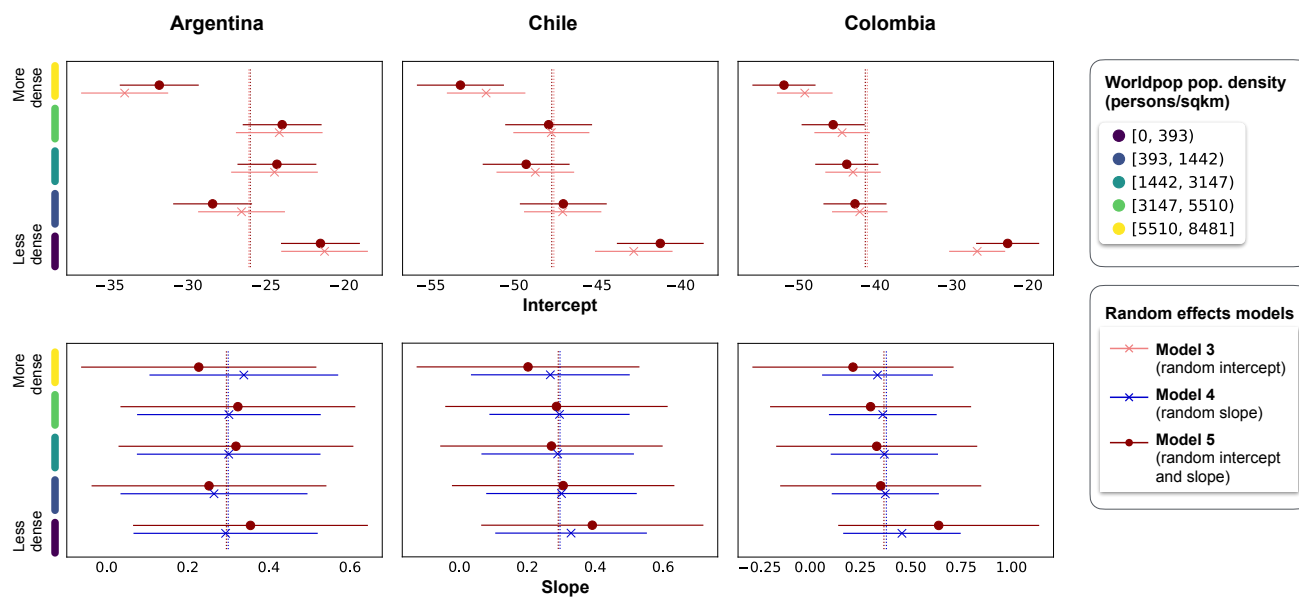 Argentina
Chile
Colombia
More
dense
Less
dense
−35
−30
−25
−20
−55
−50
−45
−40
−50
−40
−30
−20
Intercept
More
dense
Less
dense
0.0
0.2
0.4
0.6
0.0
0.2
0.4
0.6
−0.25
0.00
0.25
0.50
0.75
1.00
Slope
Worldpop pop. density
(persons/sqkm)
[0, 393)
[393, 1442)
[1442, 3147)
[3147, 5510)
[5510, 8481]
Random effects models
Model 3
(random intercept)
Model 4
(random slope)
Model 5
(random intercept
and slope)